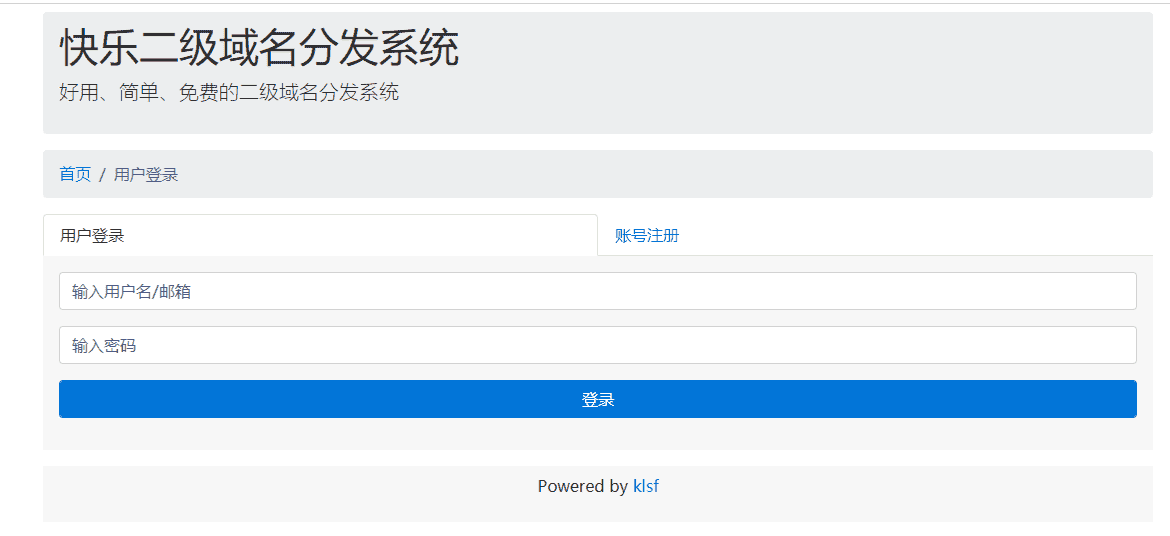 快乐二级域名分发系统
好用、简单、免费的二级域名分发系统
首页 / 用户登录
用户登录 账号注册
输入用户名/邮箱
输入密码
登录
Powered by klsf